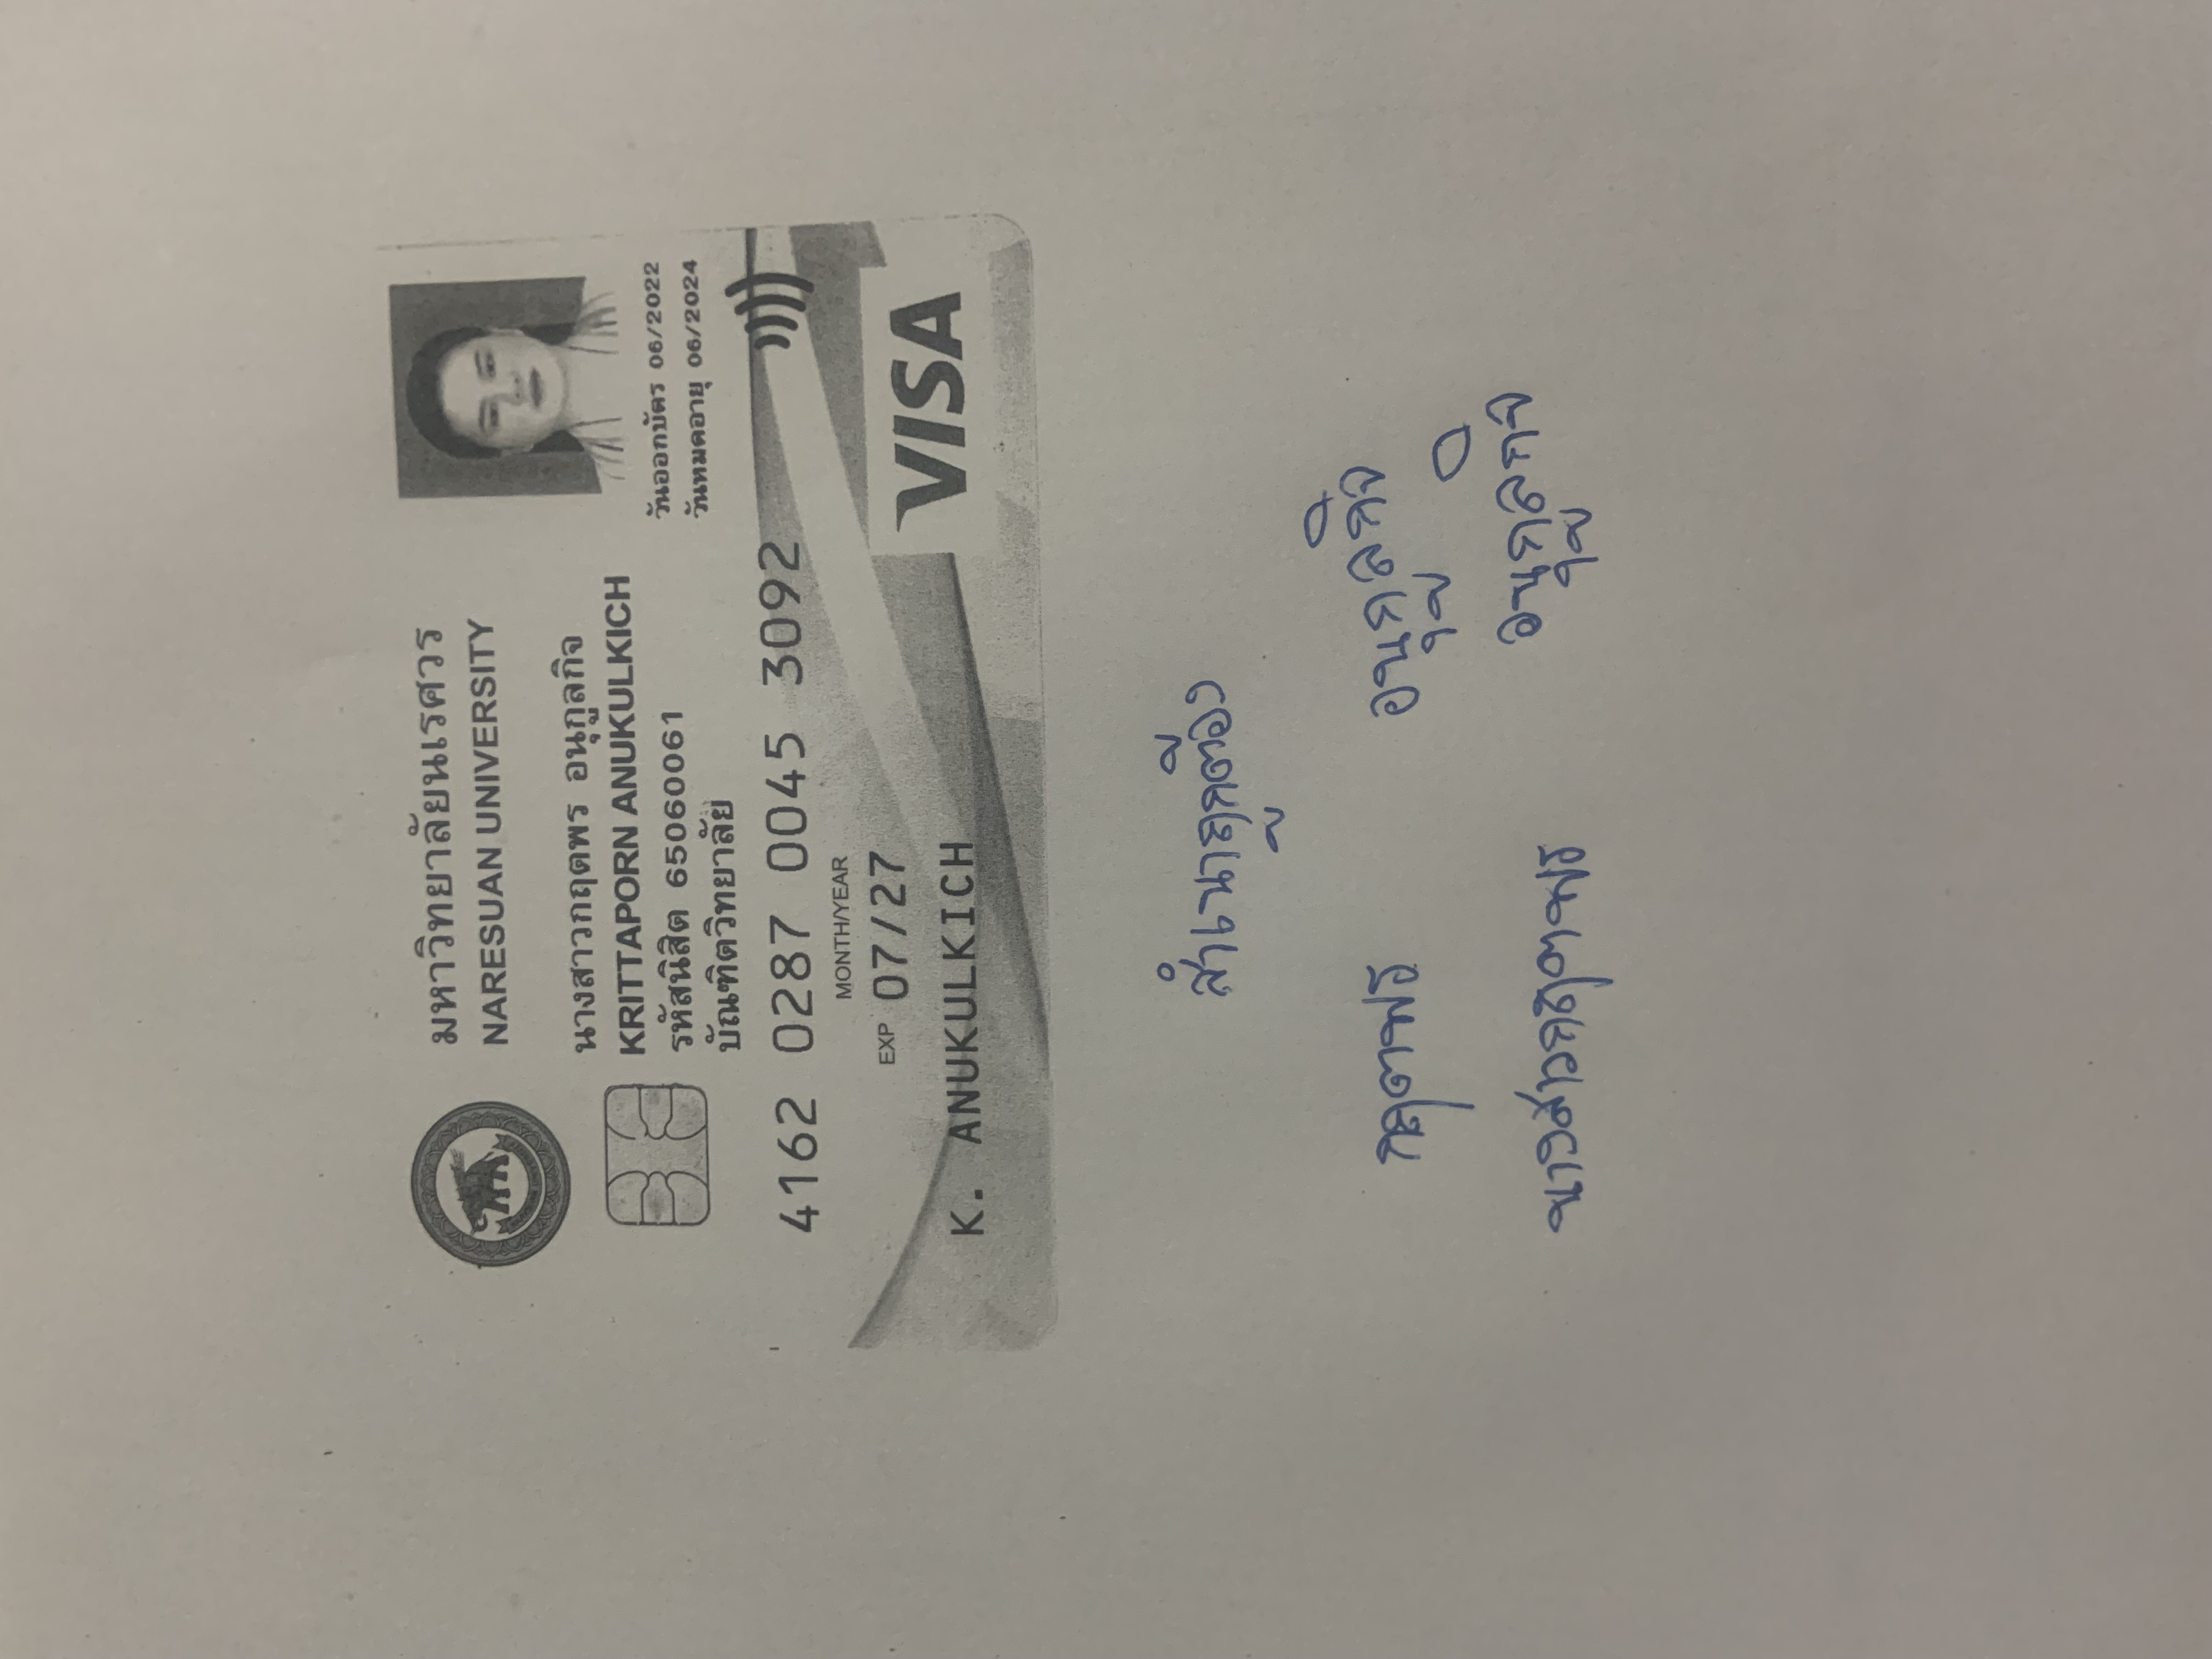 มหาวิทยาลัยนเรศวร
NARESUAN UNIVERSITY
นางสาวกฤตพร อนุกูลกิจ
KRITTAPORN ANUKULKICH
รหัสนิสิต 65060061
บัณฑิตวิทยาลัย
วันออกบัตร 06/2022
วันหมดอายุ 06/2024
4162 0287 0045 3092
MONTH/YEAR
EXP 07/27
K. ANUKULKICH
VISA
สำเนาถูกต้อง
กฤตพร อนุกูลกิจ
นางสาวกฤตพร อนุกูลกิจ